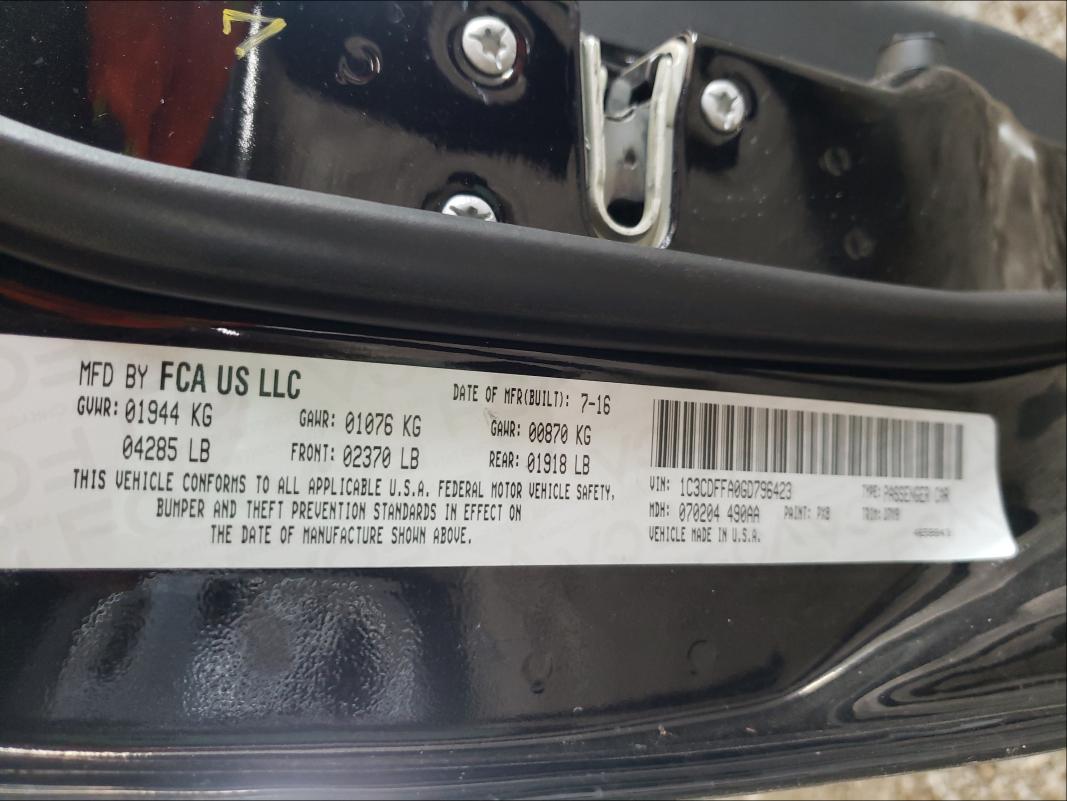 MFD BY FCA US LLC
DATE OF MFR(BUILT): 7-16
GVWR: 01944 KG GAWR: 01076 KG GAWR: 00870 KG
04285 LB FRONT: 02370 LB REAR: 01918 LB
THIS VEHICLE CONFORMS TO ALL APPLICABLE U.S.A. FEDERAL MOTOR VEHICLE SAFETY,
BUMPER AND THEFT PREVENTION STANDARDS IN EFFECT ON
THE DATE OF MANUFACTURE SHOWN ABOVE.
VIN: 1C3CDFFA0GD796423 TYPE: PASSENGER CAR
MDH: 070204 490AA PAINT: PX8 TRIM:
VEHICLE MADE IN U.S.A.